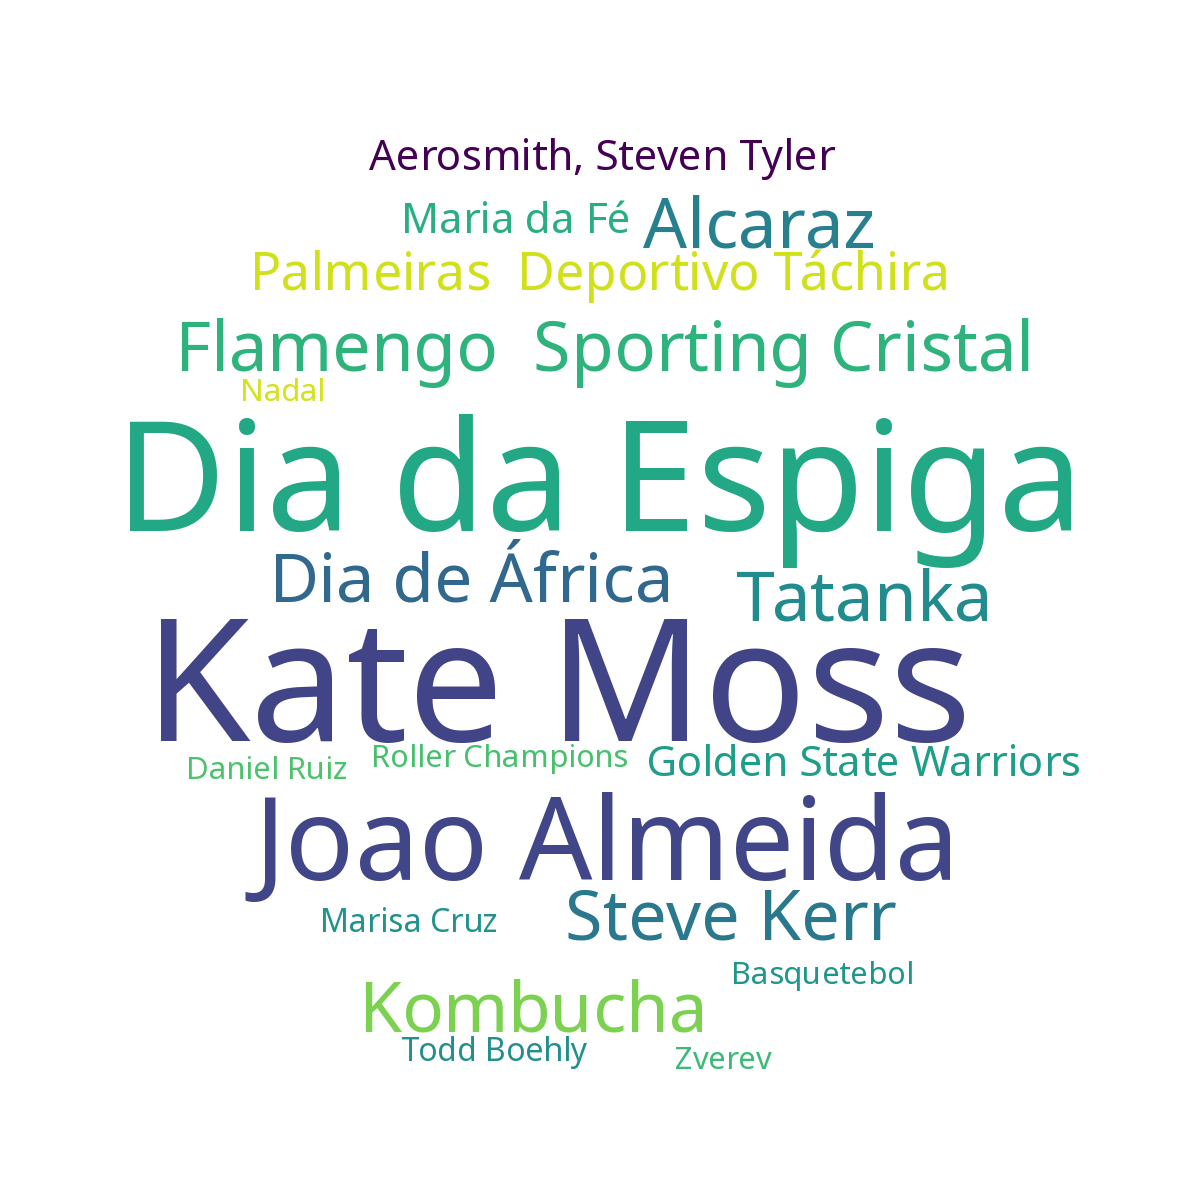 Aerosmith, Steven Tyler
Maria da Fé
Alcaraz
Palmeiras  Deportivo Táchira
Flamengo  Sporting Cristal
Nadal
Dia da Espiga
Dia de África
Tatanka
Kate Moss
Daniel Ruiz
Roller Champions
Golden State Warriors
Joao Almeida
Marisa Cruz
Steve Kerr
Basquetebol
Kombucha
Todd Boehly
Zverev